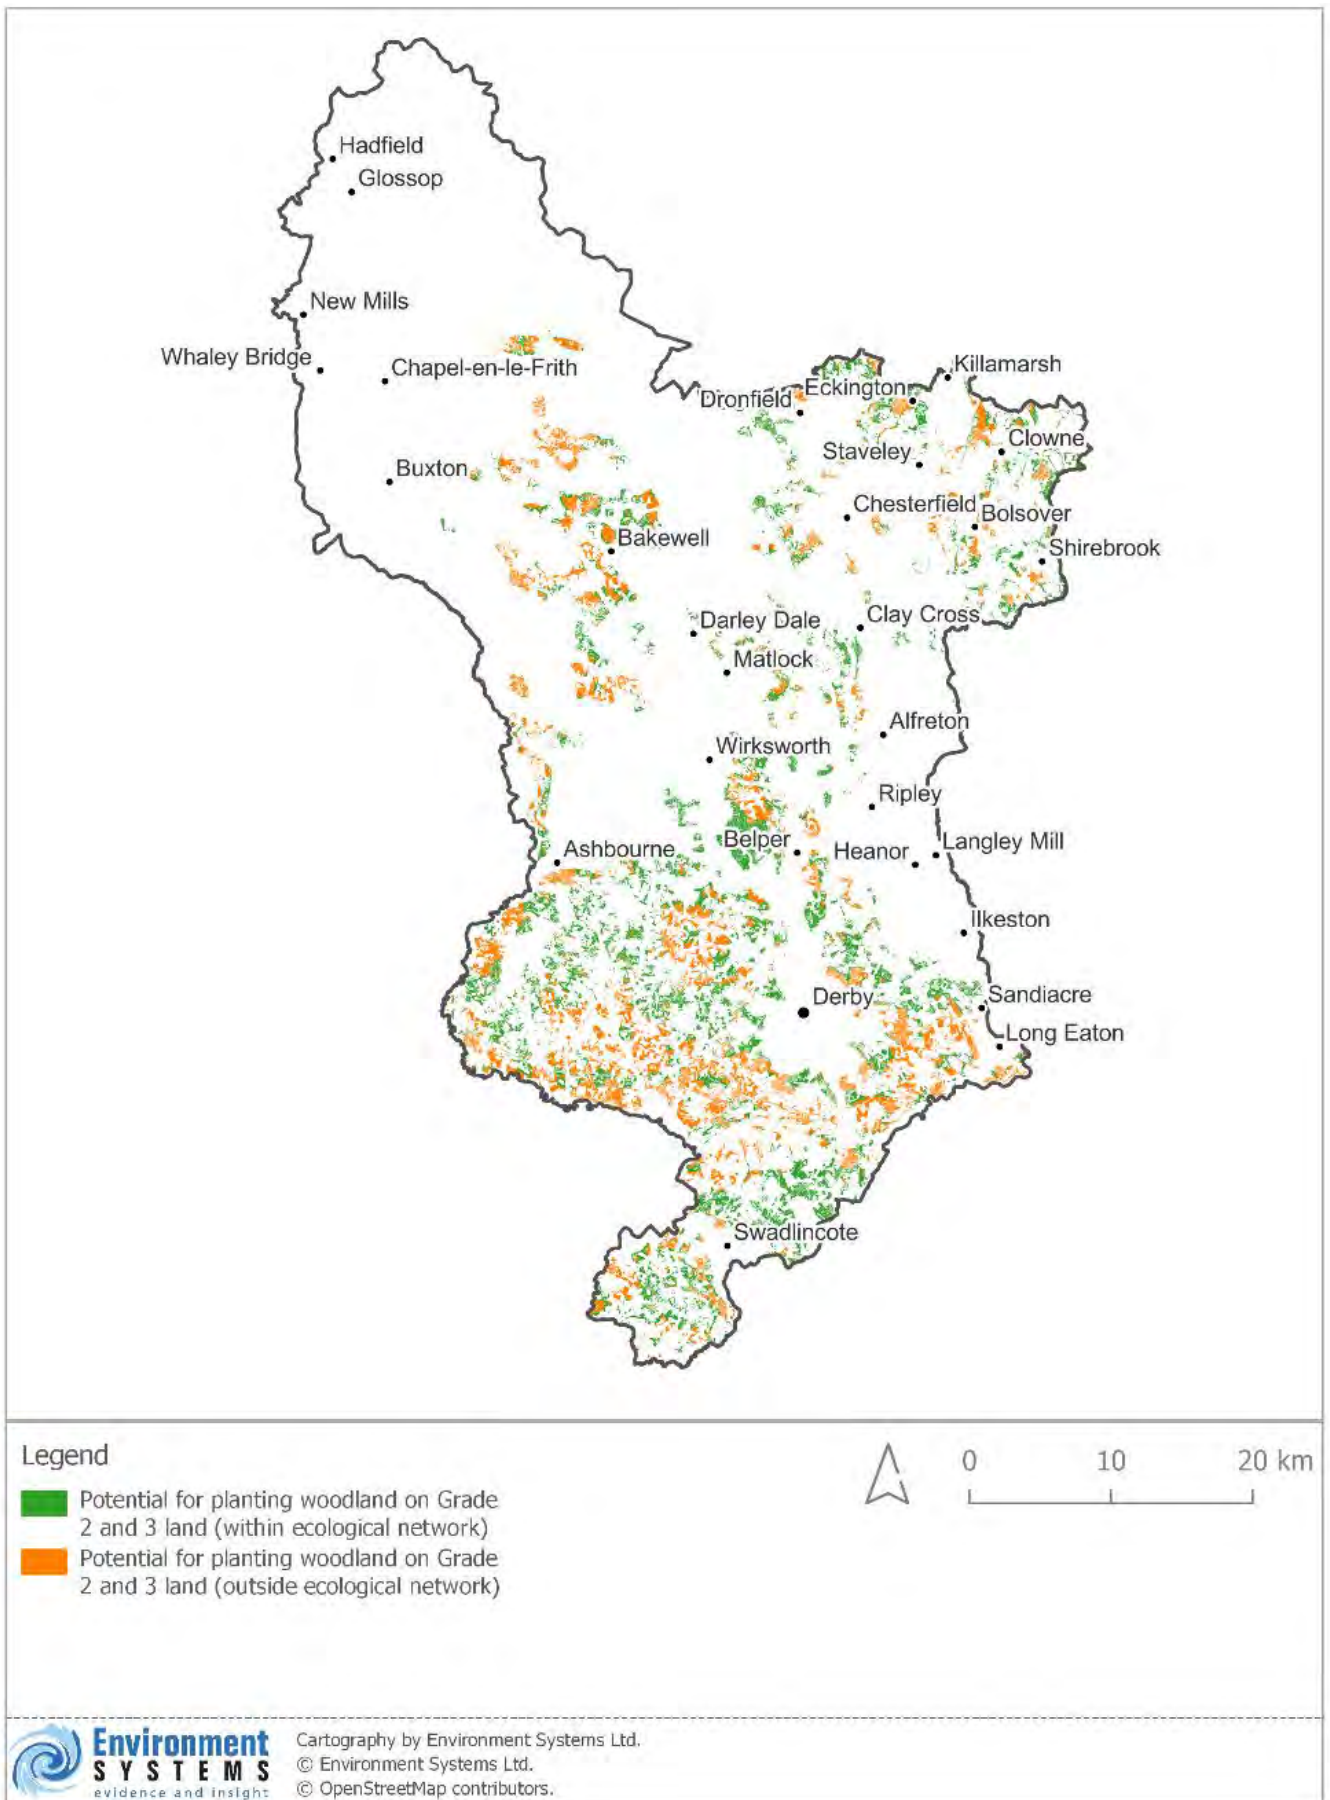 Hadfield
Glossop
New Mills
Whaley Bridge
Chapel-en-le-Frith
Killamarsh
Eckington
Dronfield
Clowne
Staveley
Buxton
Chesterfield
Bolsover
Bakewell
Shirebrook
Darley Dale
Clay Cross
Matlock
Alfreton
Wirksworth
Ripley
Belper
Heanor
Langley Mill
Ashbourne
Ilkeston
Derby
Sandiacre
Long Eaton
Swadlincote
Legend
0 10 20 km
Potential for planting woodland on Grade
2 and 3 land (within ecological network)
Potential for planting woodland on Grade
2 and 3 land (outside ecological network)
Environment
SYSTEMS
evidence and insight
Cartography by Environment Systems Ltd.
© Environment Systems Ltd.
© OpenStreetMap contributors.